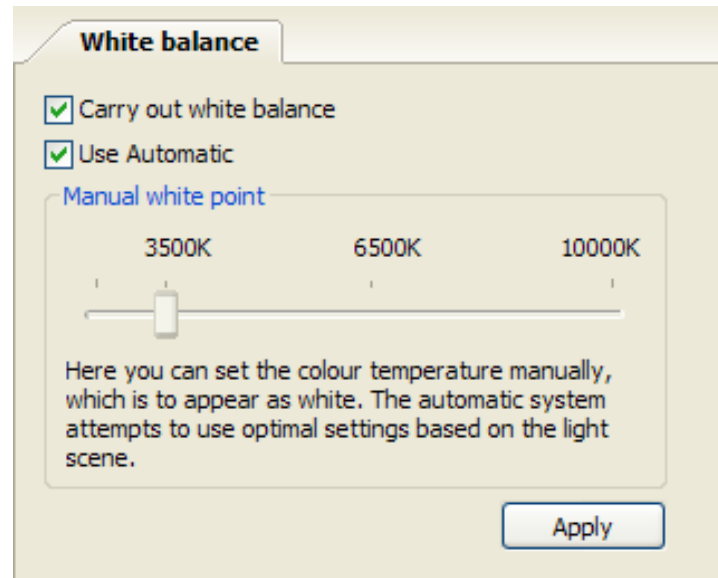 White balance
Carry out white balance
Use Automatic
Manual white point
3500K 6500K 10000K
Here you can set the colour temperature manually,
which is to appear as white. The automatic system
attempts to use optimal settings based on the light
scene.
Apply